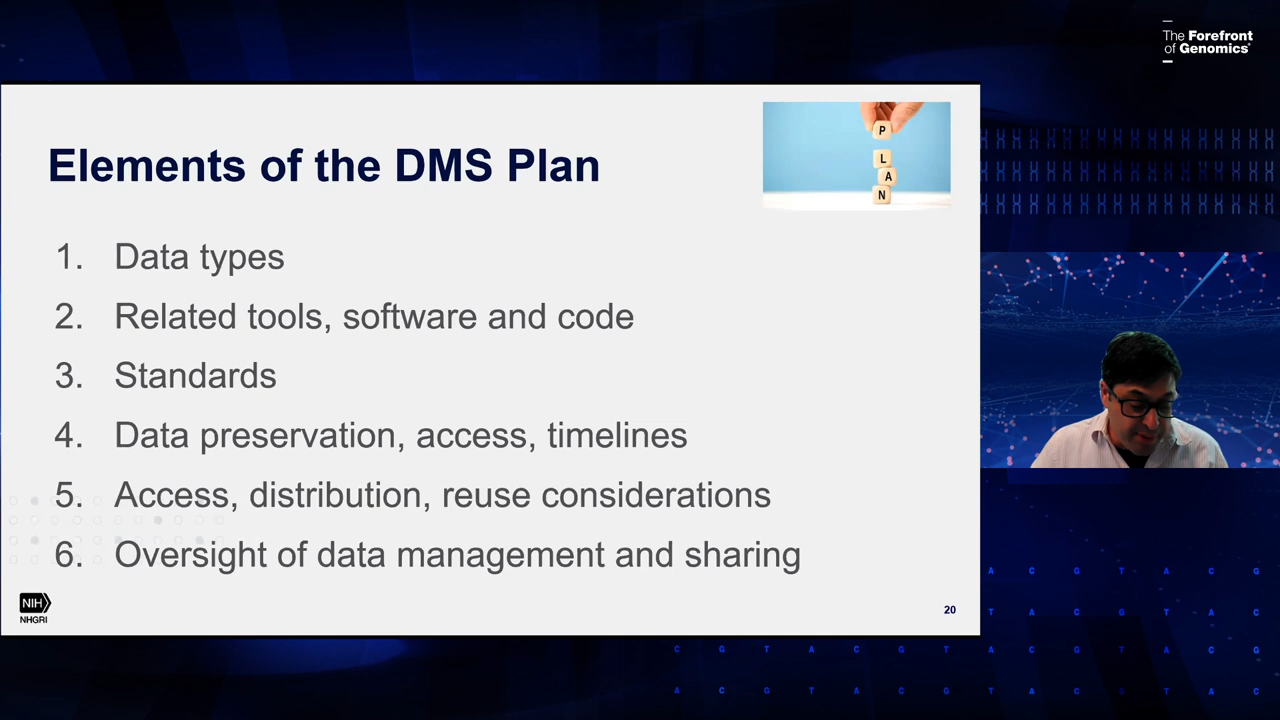 The Forefront
of Genomics®
Elements of the DMS Plan
P
L
A
N
1. Data types
2. Related tools, software and code
3. Standards
4. Data preservation, access, timelines
5. Access, distribution, reuse considerations
6. Oversight of data management and sharing
NIH
NHGRI
20
A C G T A C G
T A C G T A C
C G T A C G T A C G T A C G
A C G T A C G T A C G T A C